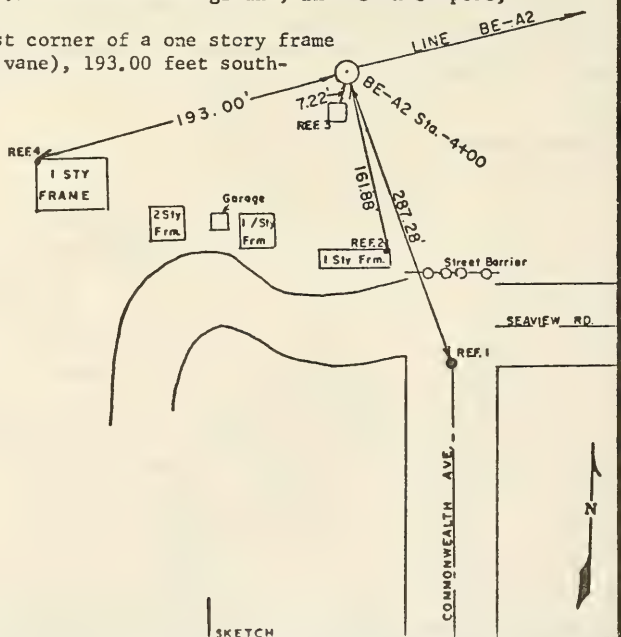 st corner of a one story frame
vane), 193.00 feet south-
LINE BE-A2
193.00'
7.22'
REF.3
BE-A2 Sta.-4+00
REF.4
1 STY
FRAME
161.88'
287.28'
Garage
2Sty
Frm.
1/Sty
Frm
REF.2
1 Sty Frm.
Street Barrier
SEAVIEW RD.
REF.1
COMMONWEALTH AVE.
N
SKETCH